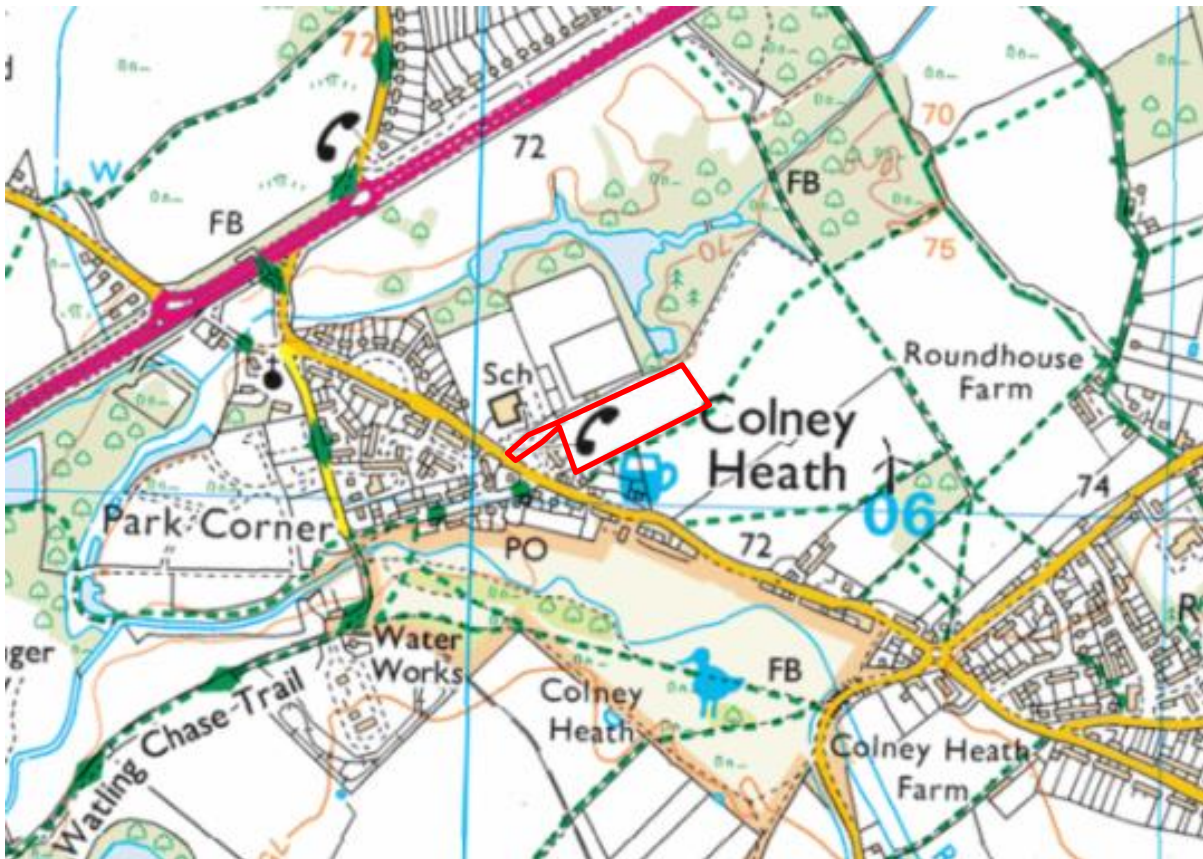 72
W
FB
72
FB
70
75
70
Roundhouse
Farm
Sch
Colney
Heath
06
74
Park Corner
PO
72
Water
Works
FB
Colney
Heath
Watling Chase Trail
Colney Heath
Farm